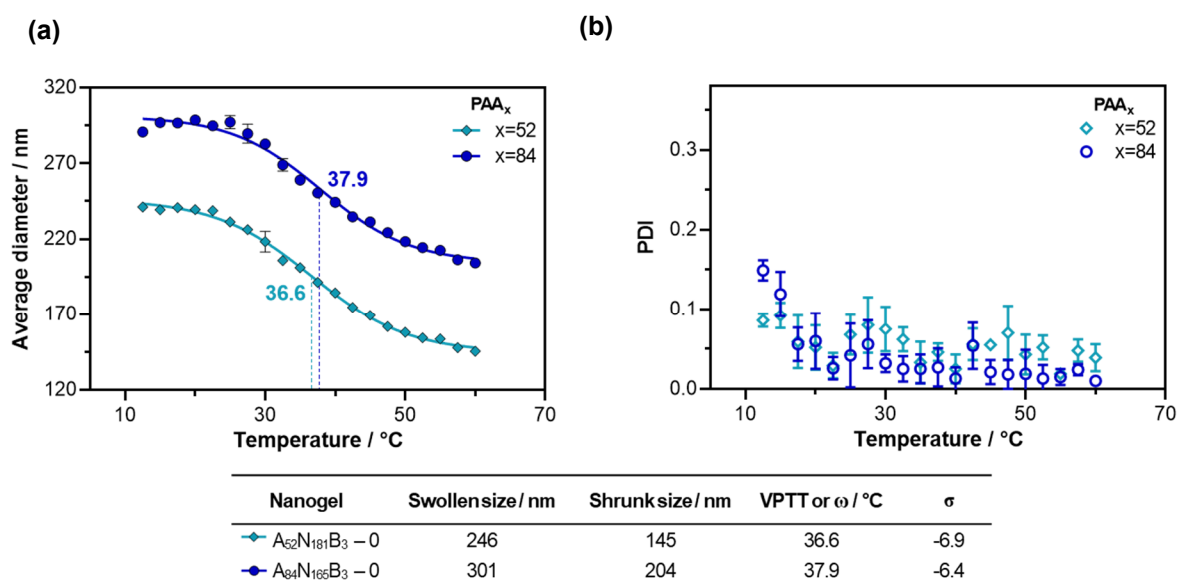 (a)
(b)
Average diameter / nm
320
270
220
170
120
PAAₓ
x=52
x=84
37.9
36.6
10
30
50
70
Temperature / °C
PDI
0.3
0.2
0.1
0.0
PAAₓ
x=52
x=84
10
30
50
70
Temperature / °C
Nanogel Swollen size / nm Shrunk size / nm VPTT or ω / °C σ
A₅₂N₁₈₁B₃ – 0 246 145 36.6 -6.9
A₈₄N₁₆₅B₃ – 0 301 204 37.9 -6.4